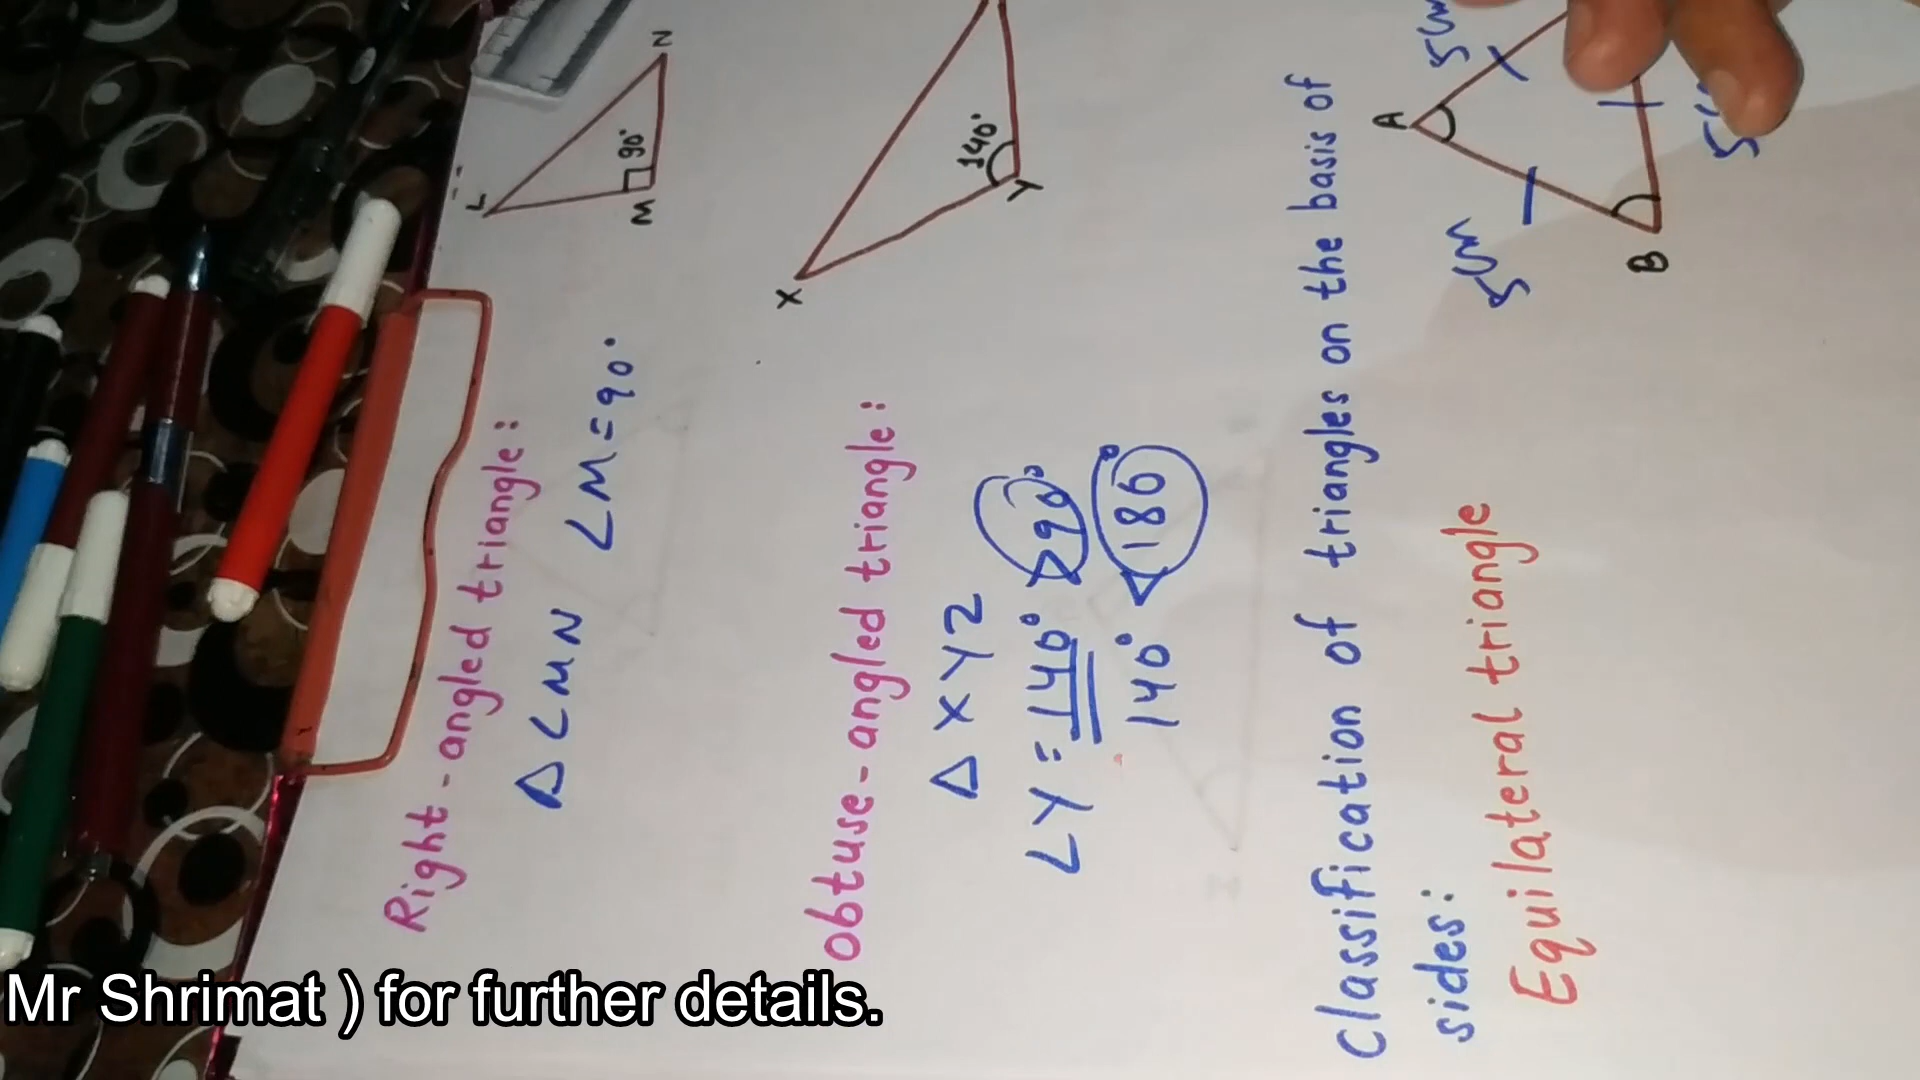 Right-angled triangle:
Δ LMN ∠M=90°
L
M
N
90°
Obtuse-angled triangle:
Δ XYZ
∠Y = 140° > 90°
140° < 180°
X
Y
140°
Classification of triangles on the basis of
sides:
Equilateral triangle
A
B
5cm
5cm
Mr Shrimat ) for further details.